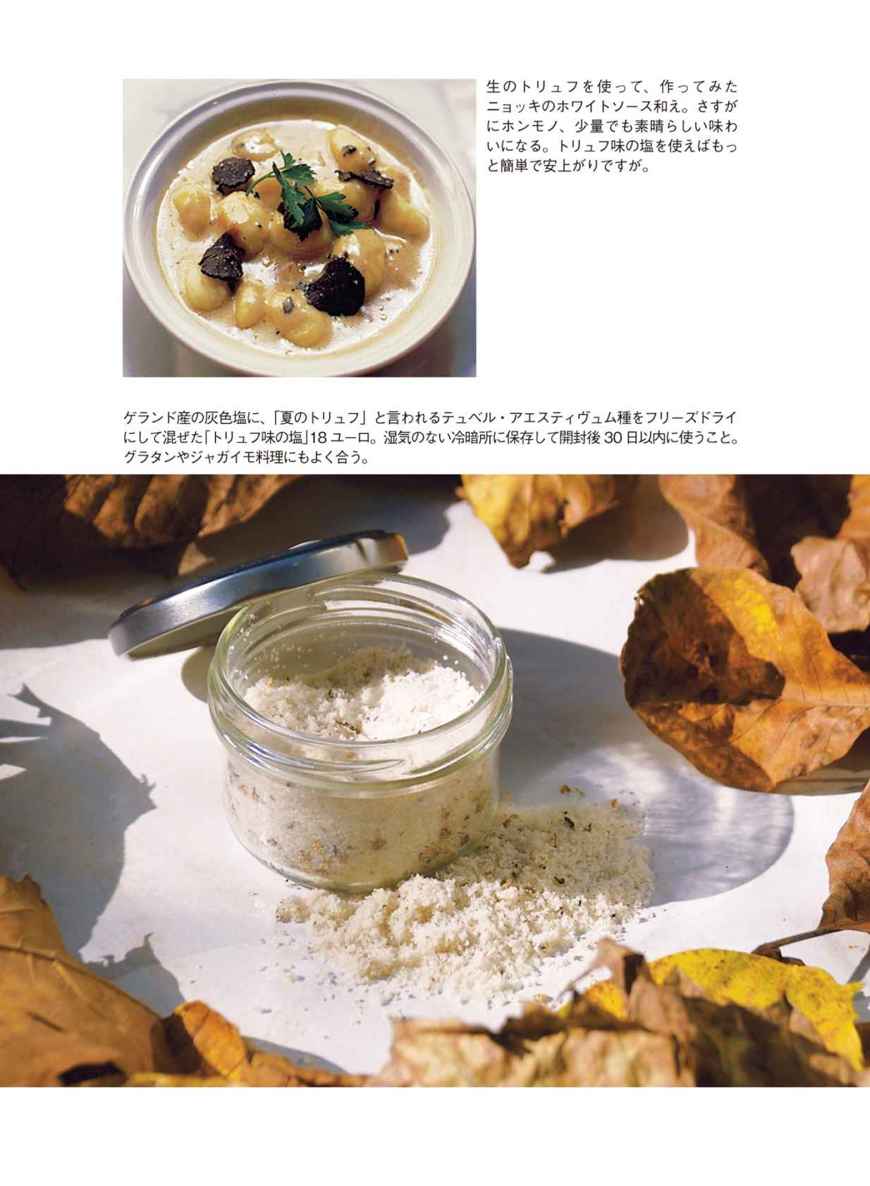 生のトリュフを使って、作ってみた
ニョッキのホワイトソース和え。さすが
にホンモノ、少量でも素晴らしい味わ
いになる。トリュフ味の塩を使えばもっ
と簡単で安上がりですが。
ゲランド産の灰色塩に、「夏のトリュフ」と言われるテュベル・アエスティヴュム種をフリーズドライ
にして混ぜた「トリュフ味の塩」18 ユーロ。湿気のない冷暗所に保存して開封後 30 日以内に使うこと。
グラタンやジャガイモ料理にもよく合う。